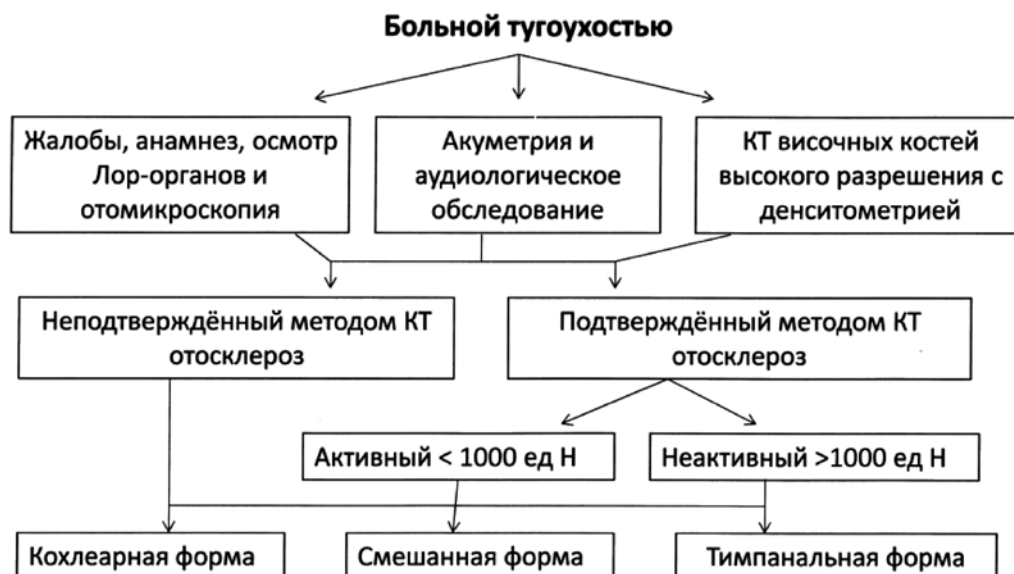 Больной тугоухостью
Жалобы, анамнез, осмотр
Лор-органов и
отомикроскопия
Акуметрия и
аудиологическое
обследование
КТ височных костей
высокого разрешения с
денситометрией
Неподтверждённый методом КТ
отосклероз
Подтверждённый методом КТ
отосклероз
Активный < 1000 ед Н
Неактивный >1000 ед Н
Кохлеарная форма
Смешанная форма
Тимпанальная форма